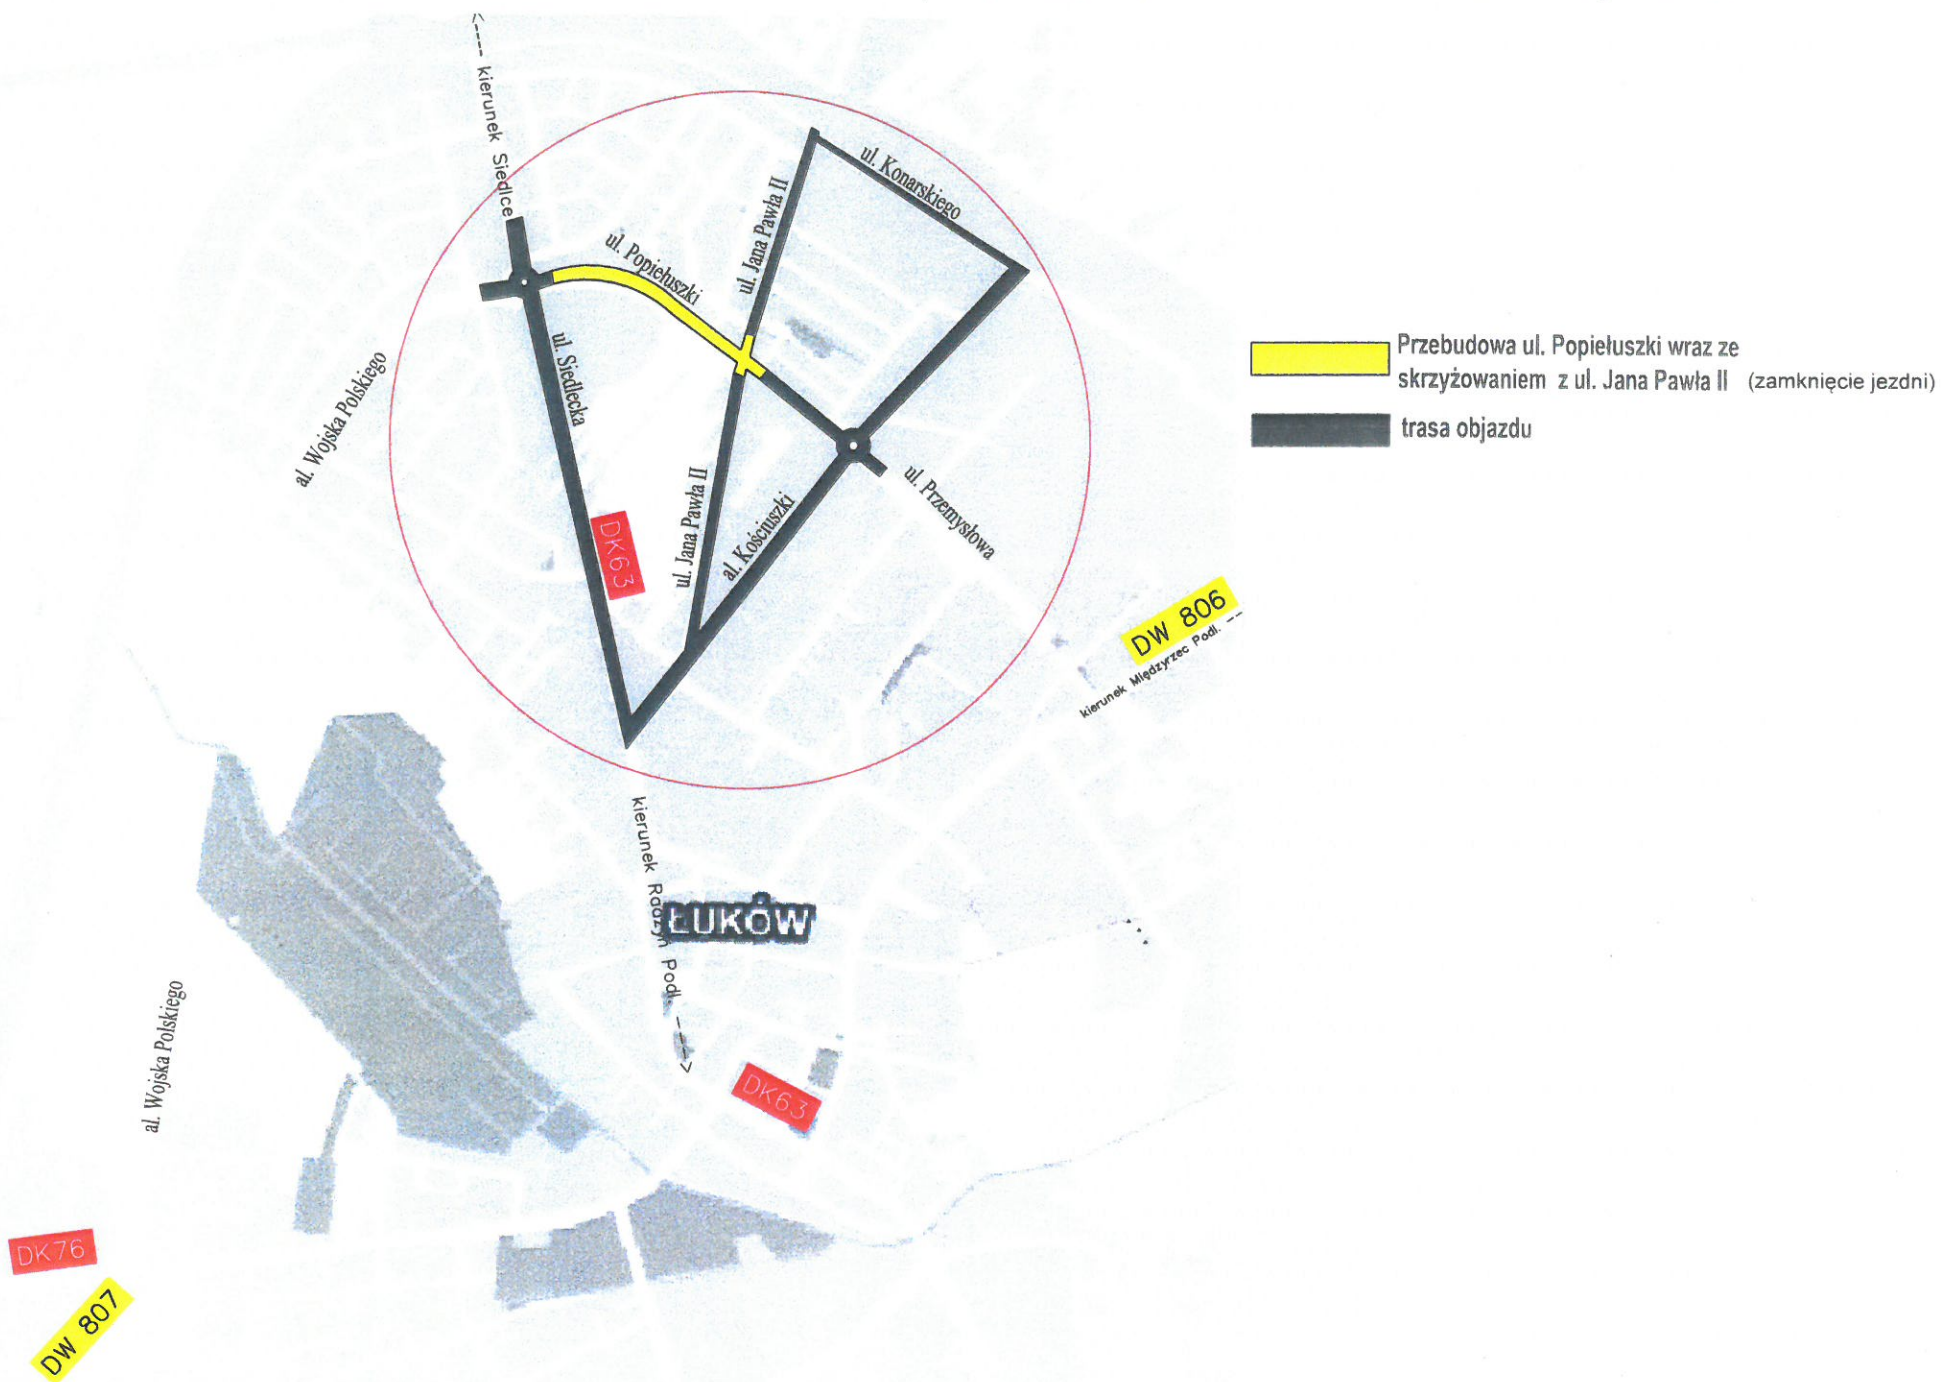 <---- kierunek Siedlce
ul. Konarskiego
ul. Jana Pawła II
ul. Popiełuszki
ul. Siedlecka
al. Wojska Polskiego
Przebudowa ul. Popiełuszki wraz ze
skrzyżowaniem z ul. Jana Pawła II (zamknięcie jezdni)
trasa objazdu
ul. Jana Pawła II
al. Kościuszki
ul. Przemysłowa
DK63
DW 806
kierunek Międzyrzec Podl. --
kierunek Radzyń Podl. ---->
ŁUKÓW
al. Wojska Polskiego
DK63
DK76
DW 807